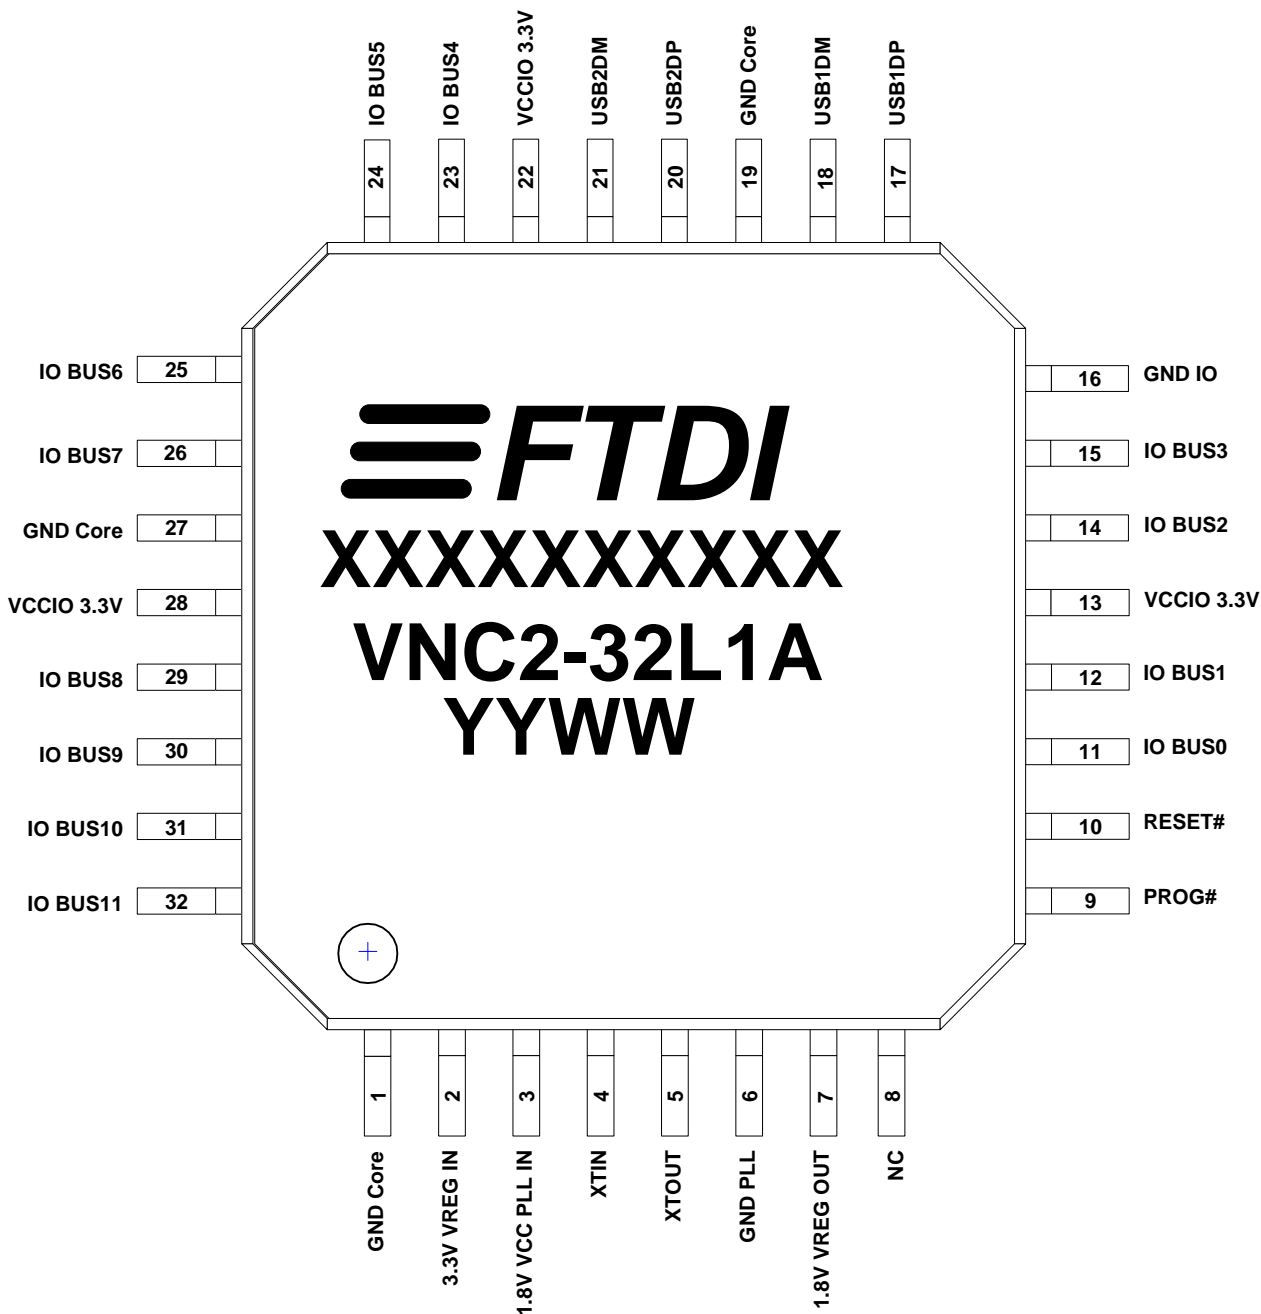 IO BUS5
IO BUS4
VCCIO 3.3V
USB2DM
USB2DP
GND Core
USB1DM
USB1DP
24
23
22
21
20
19
18
17
IO BUS6 25
IO BUS7 26
GND Core 27
VCCIO 3.3V 28
IO BUS8 29
IO BUS9 30
IO BUS10 31
IO BUS11 32
FTDI
XXXXXXXXXX
VNC2-32L1A
YYWW
16 GND IO
15 IO BUS3
14 IO BUS2
13 VCCIO 3.3V
12 IO BUS1
11 IO BUS0
10 RESET#
9 PROG#
1
2
3
4
5
6
7
8
GND Core
3.3V VREG IN
1.8V VCC PLL IN
XTIN
XTOUT
GND PLL
1.8V VREG OUT
NC